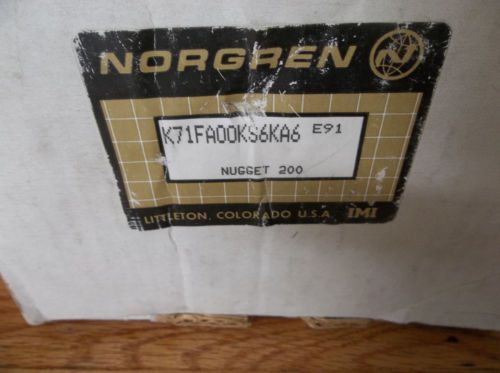 NORGREN
K71FA00KS6KA6 E91
NUGGET 200
LITTLETON, COLORADO U.S.A. IMI